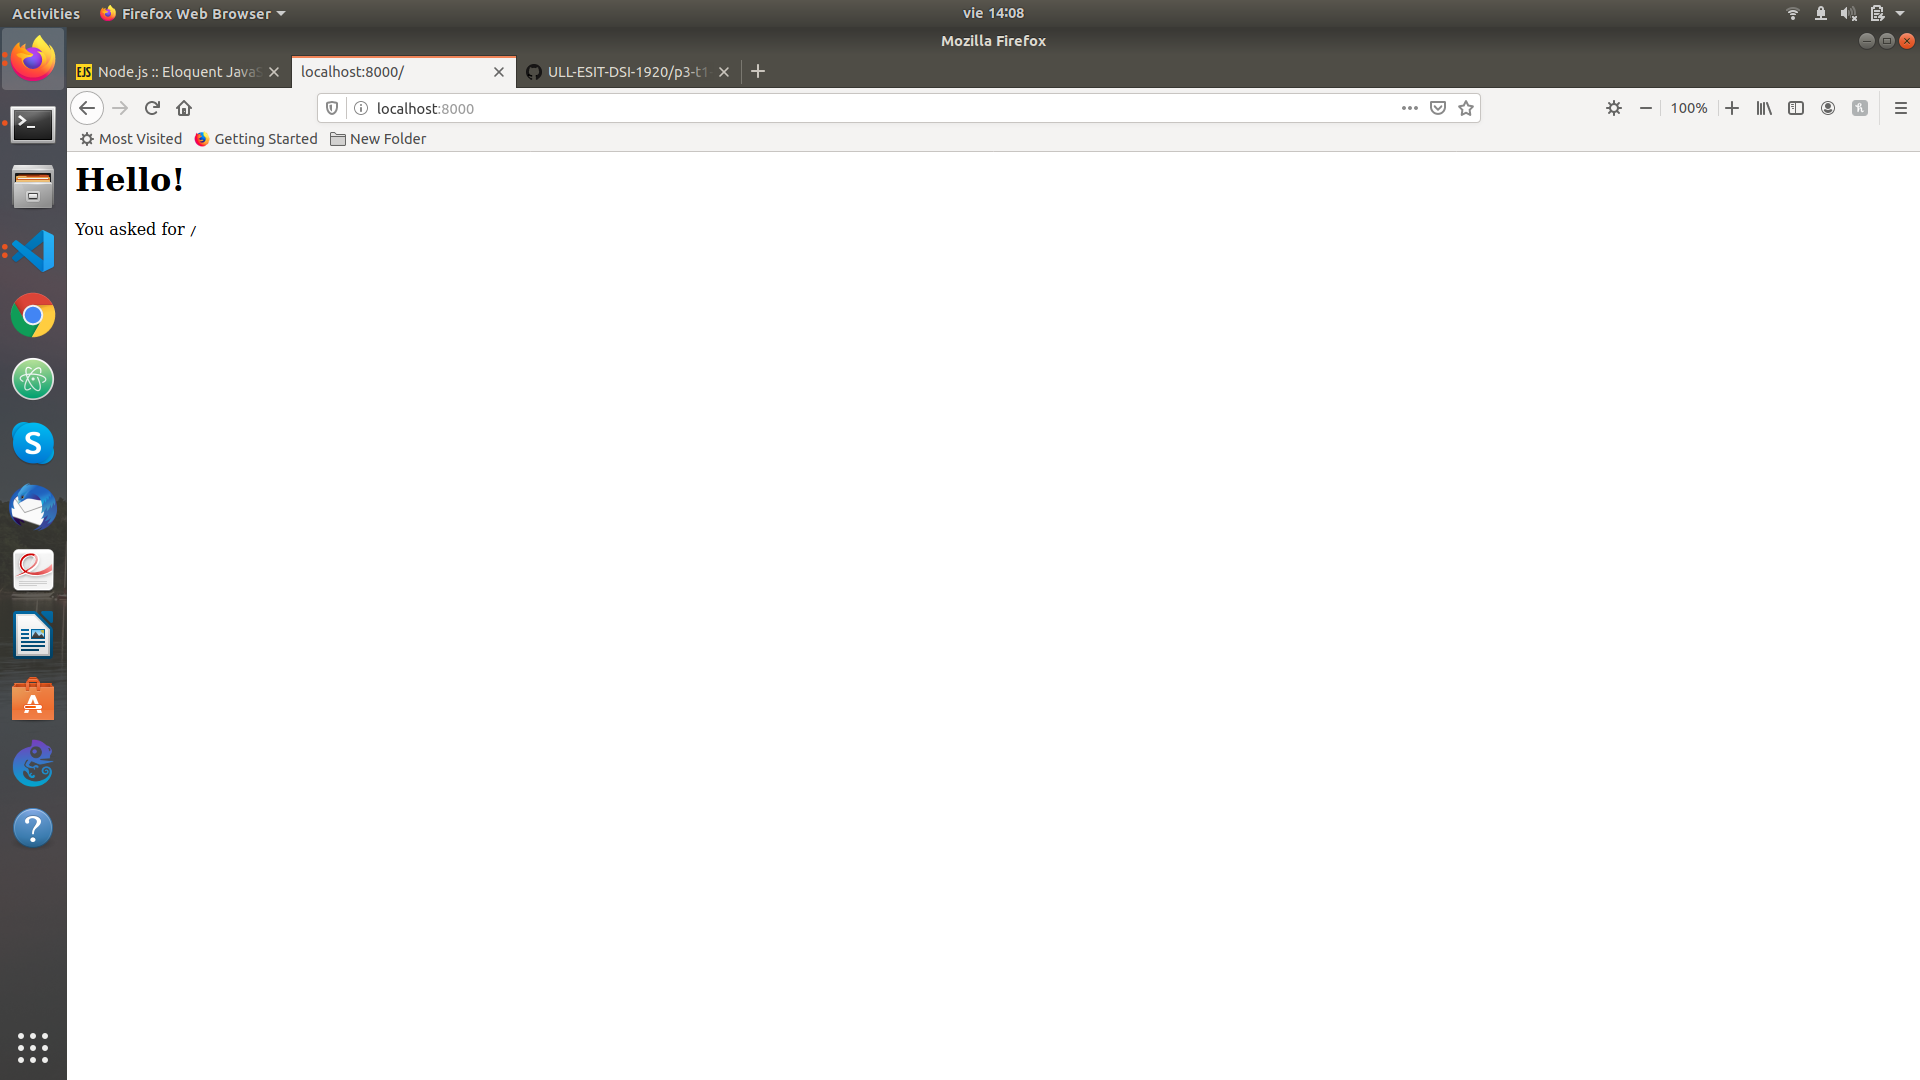 Activities Firefox Web Browser vie 14:08
Mozilla Firefox
EJS Node.js :: Eloquent JavaS localhost:8000/ ULL-ESIT-DSI-1920/p3-t1
localhost:8000 100%
Most Visited Getting Started New Folder
Hello!
You asked for /